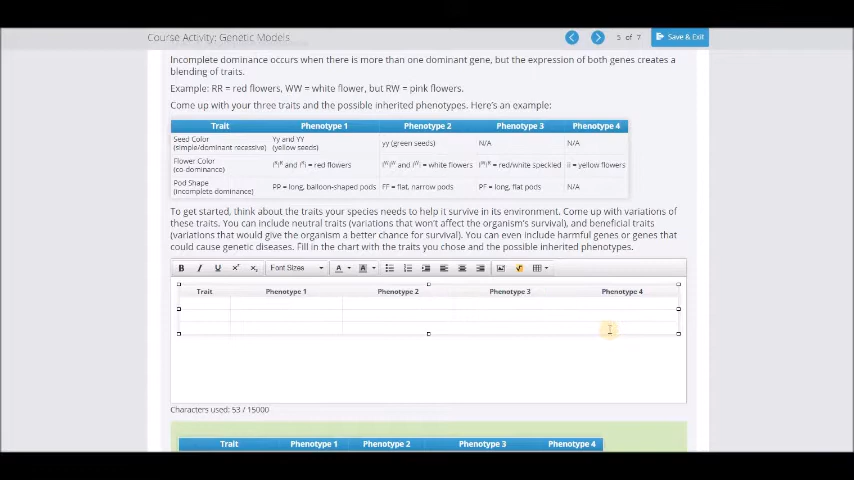 Course Activity: Genetic Models
5 of 7
Save & Exit
Incomplete dominance occurs when there is more than one dominant gene, but the expression of both genes creates a
blending of traits.
Example: RR = red flowers, WW = white flower, but RW = pink flowers.
Come up with your three traits and the possible inherited phenotypes. Here's an example:
Trait Phenotype 1 Phenotype 2 Phenotype 3 Phenotype 4
Seed Color
(simple/dominant recessive) Yy and YY
(yellow seeds) yy (green seeds) N/A N/A
Flower Color
(co-dominance) and = red flowers and = white flowers = red/white speckled ii = yellow flowers
Pod Shape
(incomplete dominance) PP = long, balloon-shaped pods FF = flat, narrow pods PF = long, flat pods N/A
To get started, think about the traits your species needs to help it survive in its environment. Come up with variations of
these traits. You can include neutral traits (variations that won't affect the organism's survival), and beneficial traits
(variations that would give the organism a better chance for survival). You can even include harmful genes or genes that
could cause genetic diseases. Fill in the chart with the traits you chose and the possible inherited phenotypes.
B I U x² x₂ Font Sizes A A
Trait Phenotype 1 Phenotype 2 Phenotype 3 Phenotype 4
Characters used: 53 / 15000
Trait Phenotype 1 Phenotype 2 Phenotype 3 Phenotype 4